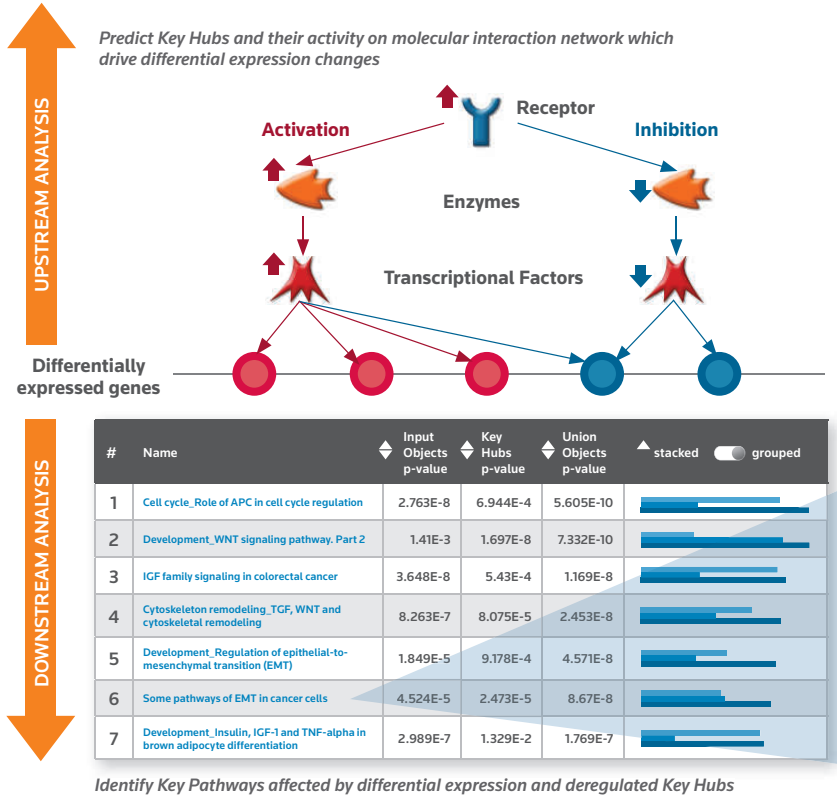 Predict Key Hubs and their activity on molecular interaction network which
drive differential expression changes
UPSTREAM ANALYSIS
Receptor
Activation
Inhibition
Enzymes
Transcriptional Factors
Differentially
expressed genes
DOWNSTREAM ANALYSIS
# Name Input Objects p-value Key Hubs p-value Union Objects p-value stacked grouped
1 Cell cycle_Role of APC in cell cycle regulation 2.763E-8 6.944E-4 5.605E-10
2 Development_WNT signaling pathway. Part 2 1.41E-3 1.697E-8 7.332E-10
3 IGF family signaling in colorectal cancer 3.648E-8 5.43E-4 1.169E-8
4 Cytoskeleton remodeling_TGF, WNT and
cytoskeletal remodeling 8.263E-7 8.075E-5 2.453E-8
5 Development_Regulation of epithelial-to-
mesenchymal transition (EMT) 1.849E-5 9.178E-4 4.571E-8
6 Some pathways of EMT in cancer cells 4.524E-5 2.473E-5 8.67E-8
7 Development_Insulin, IGF-1 and TNF-alpha in
brown adipocyte differentiation 2.989E-7 1.329E-2 1.769E-7
Identify Key Pathways affected by differential expression and deregulated Key Hubs